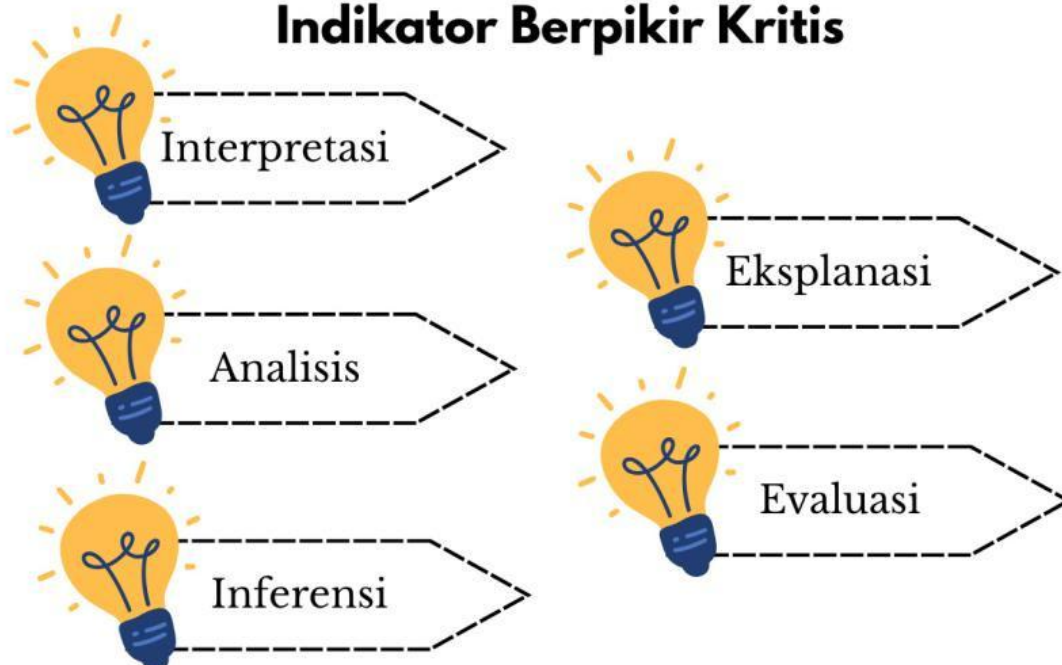 Indikator Berpikir Kritis
Interpretasi
Analisis
Inferensi
Eksplanasi
Evaluasi